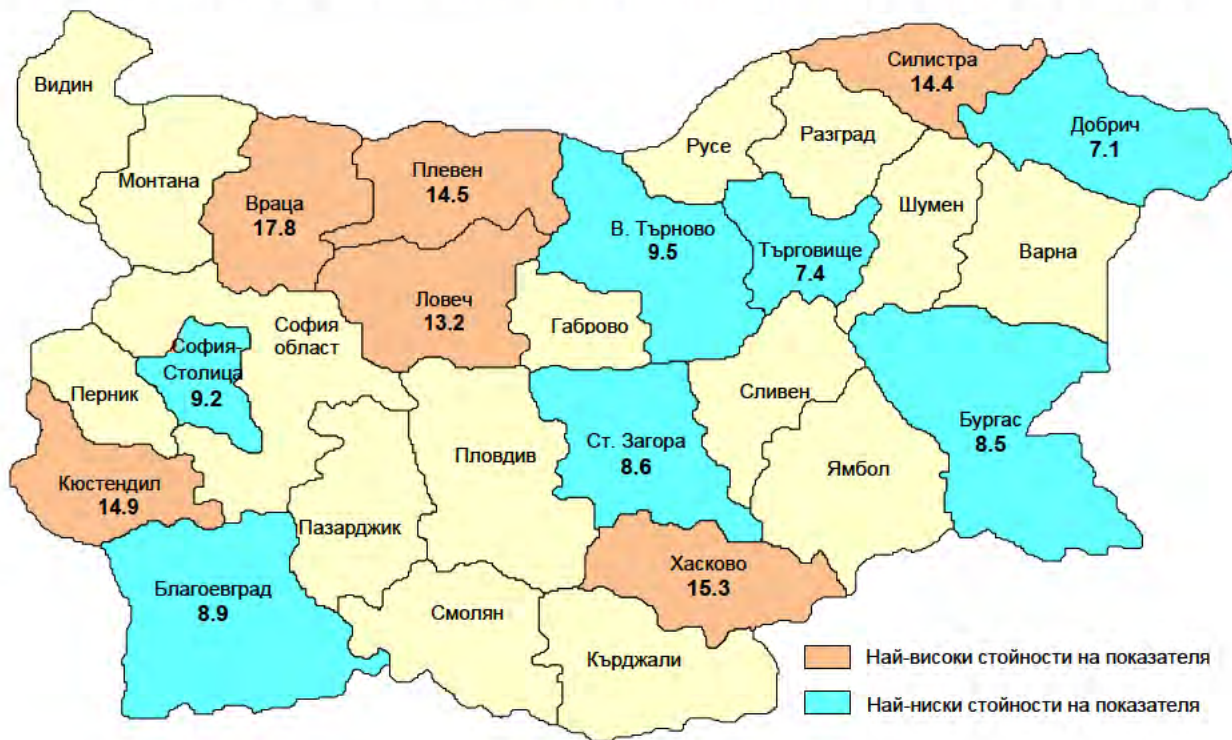 Видин
Силистра
14.4
Добрич
7.1
Разград
Русе
Монтана
Плевен
14.5
Враца
17.8
Шумен
В. Търново
9.5
Търговище
7.4
Варна
Ловеч
13.2
София
област
Габрово
София-
Столица
9.2
Перник
Сливен
Бургас
8.5
Ст. Загора
8.6
Пловдив
Ямбол
Кюстендил
14.9
Пазарджик
Хасково
15.3
Благоевград
8.9
Смолян
Кърджали
Най-високи стойности на показателя
Най-ниски стойности на показателя